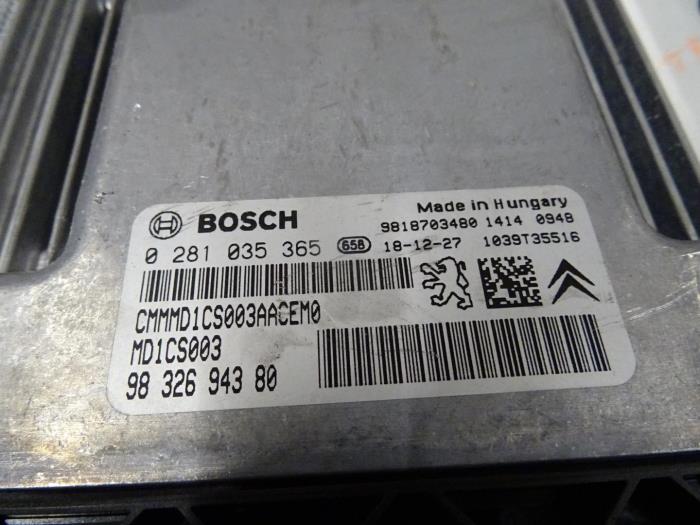 BOSCH
Made in Hungary
9818703480 1414 0948
0 281 035 365 658 18-12-27 1039T35516
CMMMD1CS003AACEM0
MD1CS003
98 326 943 80